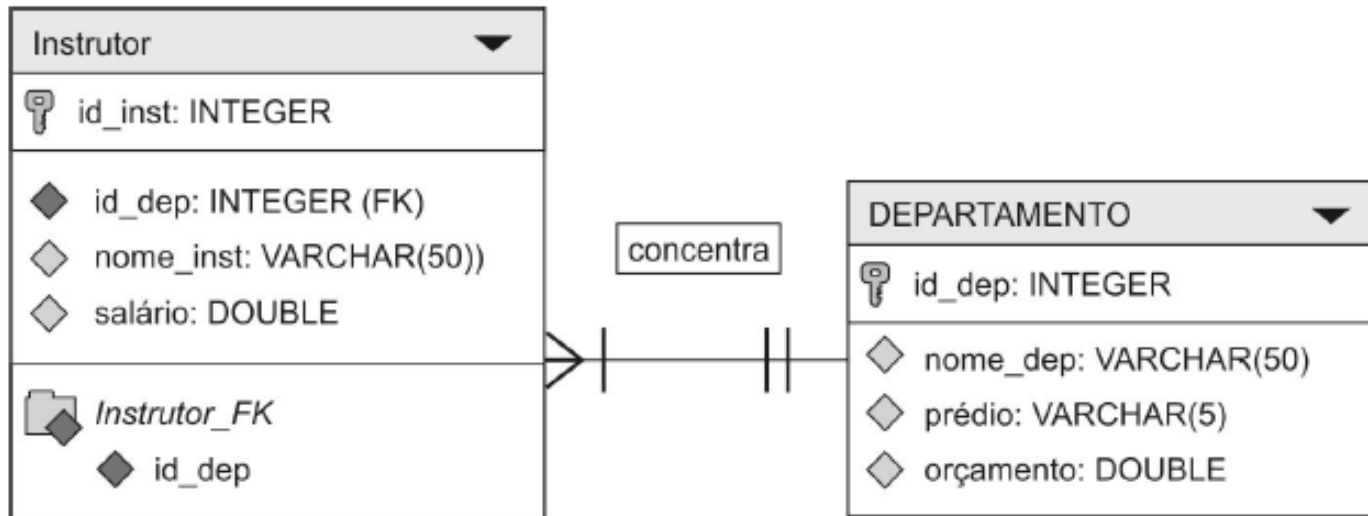 Instrutor
id_inst: INTEGER
id_dep: INTEGER (FK)
nome_inst: VARCHAR(50))
salário: DOUBLE
Instrutor_FK
id_dep
concentra
DEPARTAMENTO
id_dep: INTEGER
nome_dep: VARCHAR(50)
prédio: VARCHAR(5)
orçamento: DOUBLE